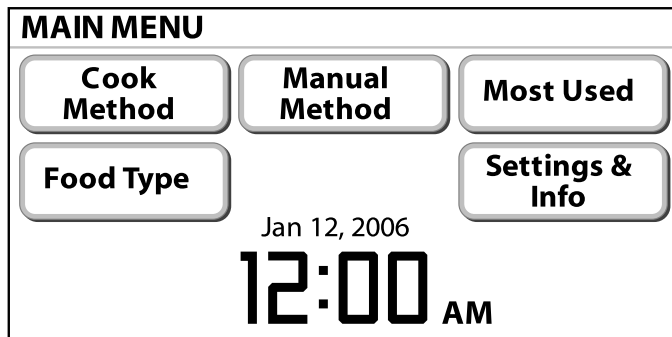 MAIN MENU
Cook
Method
Manual
Method
Most Used
Food Type
Settings &
Info
Jan 12, 2006
12:00 AM